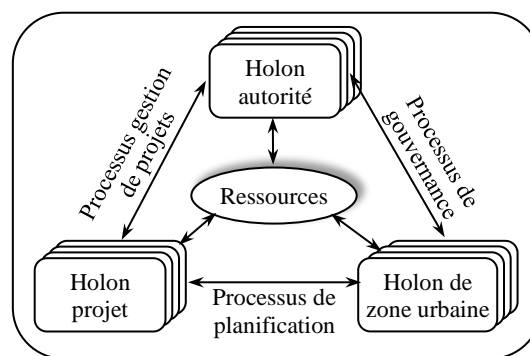 Holon
autorité
Processus gestion
de projets
Processus de
gouvernance
Ressources
Holon
projet
Processus de
planification
Holon de
zone urbaine